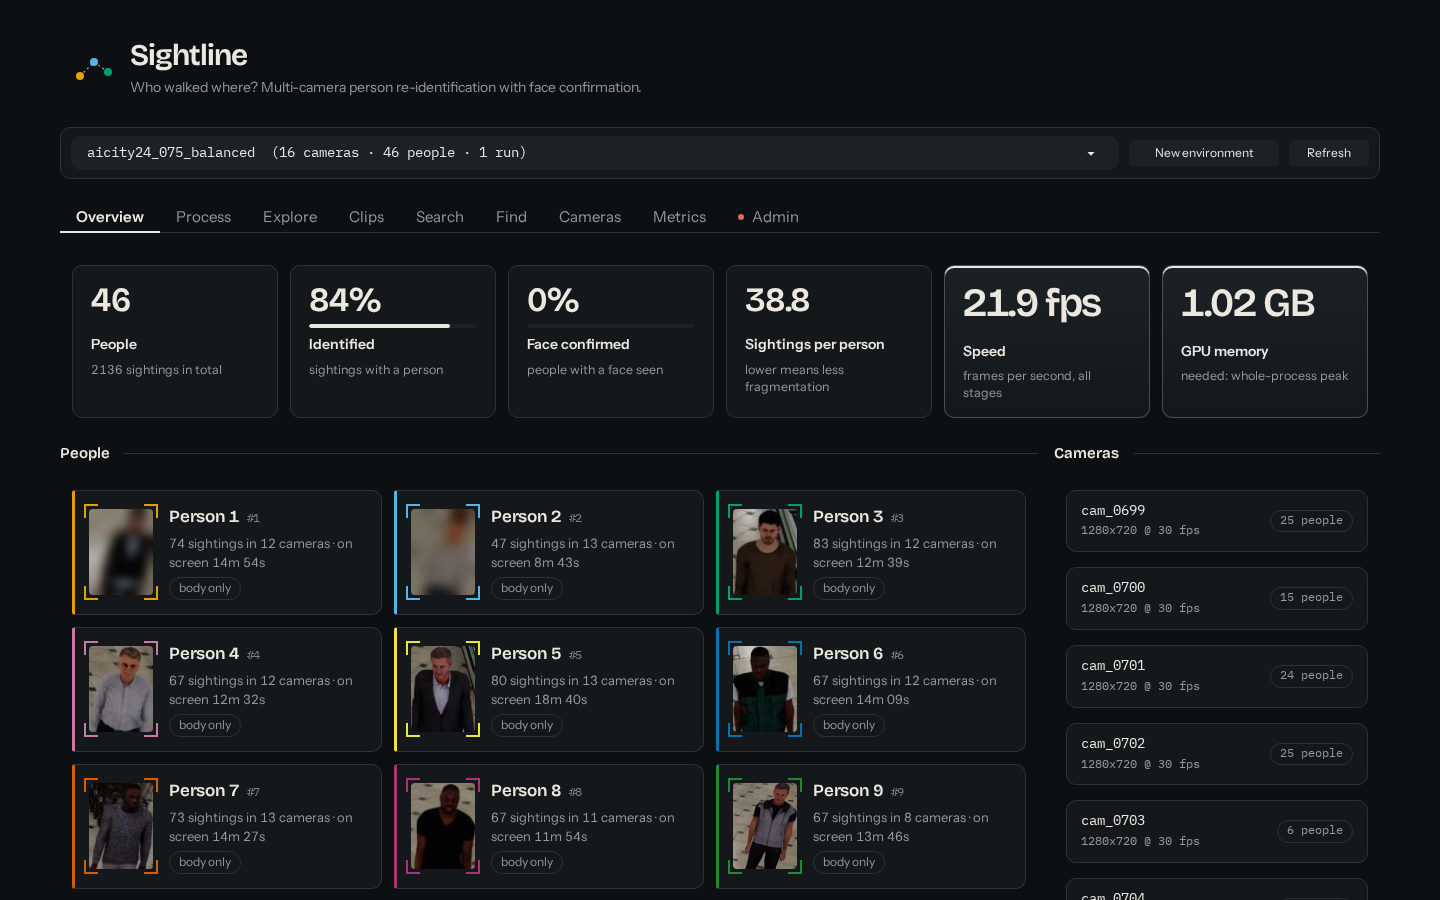 Sightline
Who walked where? Multi-camera person re-identification with face confirmation.
aicity24_075_balanced (16 cameras · 46 people · 1 run)
New environment
Refresh
Overview Process Explore Clips Search Find Cameras Metrics Admin
46
People
2136 sightings in total
84%
Identified
sightings with a person
0%
Face confirmed
people with a face seen
38.8
Sightings per person
lower means less
fragmentation
21.9 fps
Speed
frames per second, all
stages
1.02 GB
GPU memory
needed: whole-process peak
People
Person 1 #1
74 sightings in 12 cameras · on
screen 14m 54s
body only
Person 2 #2
47 sightings in 13 cameras · on
screen 8m 43s
body only
Person 3 #3
83 sightings in 12 cameras · on
screen 12m 39s
body only
Person 4 #4
67 sightings in 12 cameras · on
screen 12m 32s
body only
Person 5 #5
80 sightings in 13 cameras · on
screen 18m 40s
body only
Person 6 #6
67 sightings in 12 cameras · on
screen 14m 09s
body only
Person 7 #7
73 sightings in 13 cameras · on
screen 14m 27s
body only
Person 8 #8
67 sightings in 11 cameras · on
screen 11m 54s
body only
Person 9 #9
67 sightings in 8 cameras · on
screen 13m 46s
body only
Cameras
cam_0699
1280x720 @ 30 fps
25 people
cam_0700
1280x720 @ 30 fps
15 people
cam_0701
1280x720 @ 30 fps
24 people
cam_0702
1280x720 @ 30 fps
25 people
cam_0703
1280x720 @ 30 fps
6 people
cam_0704